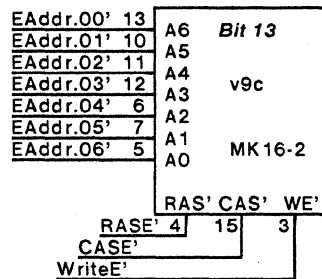 EAddr.00' 13 A6 Bit 13
EAddr.01' 10 A5
EAddr.02' 11 A4 v9c
EAddr.03' 12 A3
EAddr.04' 6 A2
EAddr.05' 7 A1 MK16-2
EAddr.06' 5 A0
RAS' CAS' WE'
RASE' 4 15 3
CASE'
WriteE'